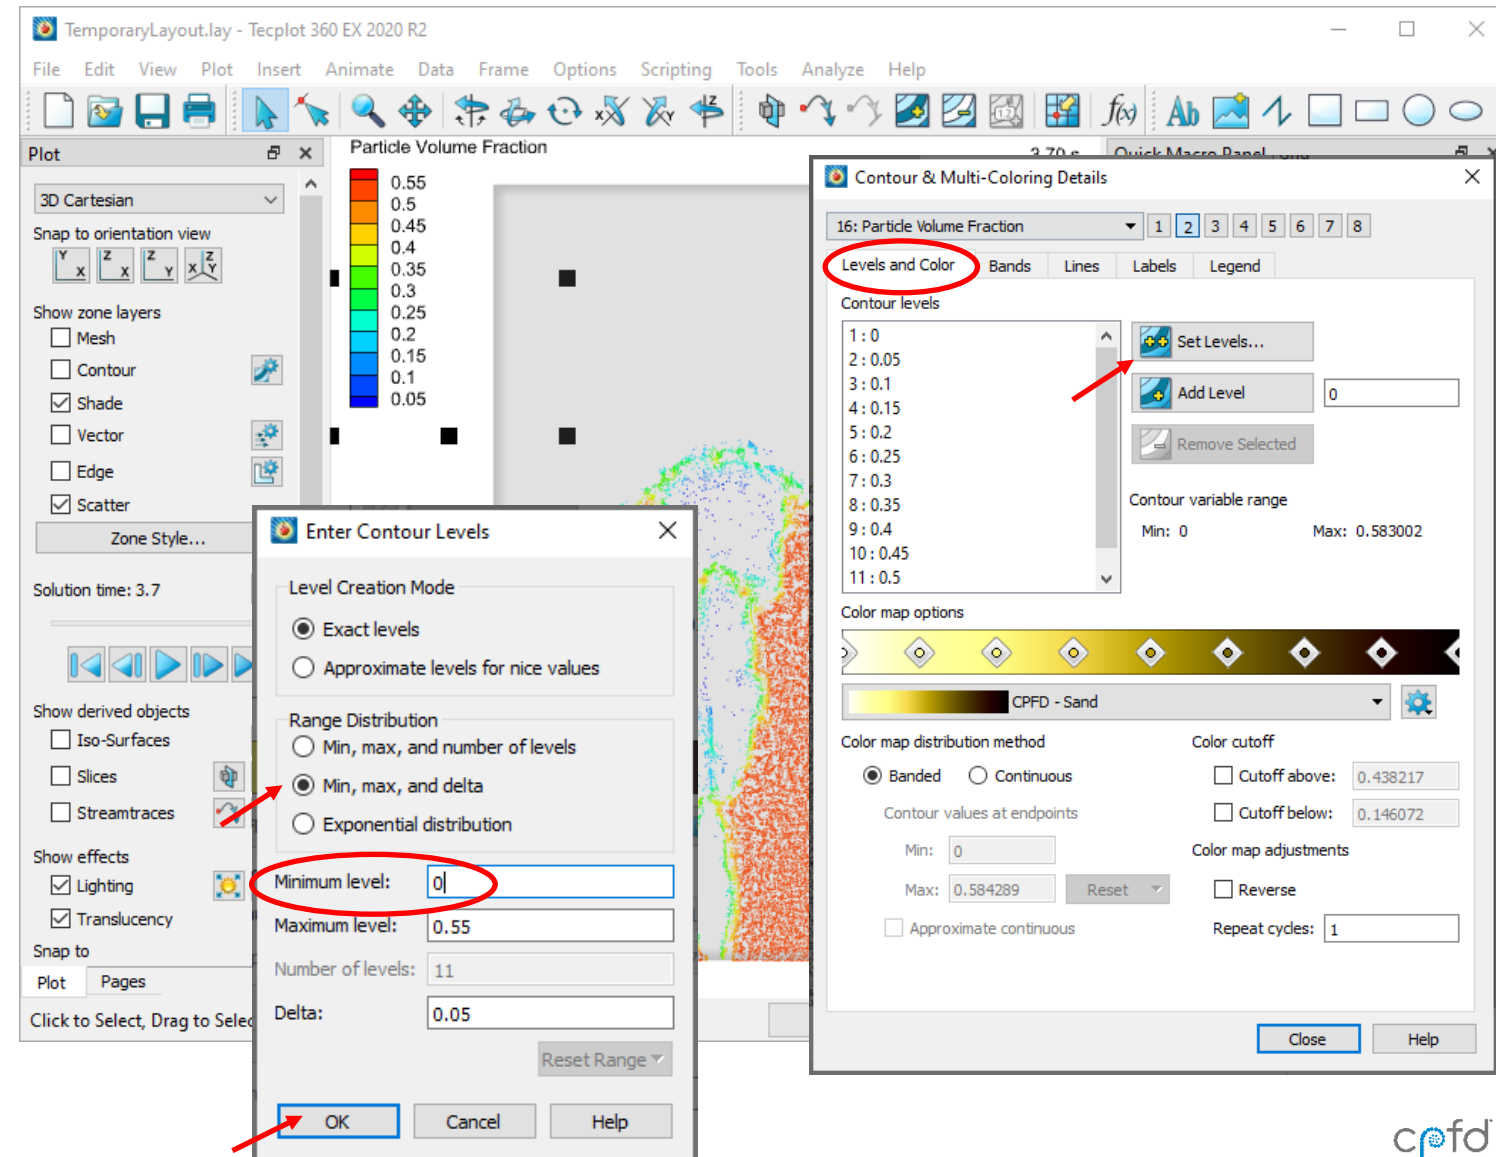 TemporaryLayout.lay - Tecplot 360 EX 2020 R2
File Edit View Plot Insert Animate Data Frame Options Scripting Tools Analyze Help
Plot
3D Cartesian
Snap to orientation view
Show zone layers
Mesh
Contour
Shade
Vector
Edge
Scatter
Zone Style...
Solution time: 3.7
Show derived objects
Iso-Surfaces
Slices
Streamtraces
Show effects
Lighting
Translucency
Snap to
Plot Pages
Click to Select, Drag to Selec
Particle Volume Fraction
0.55
0.5
0.45
0.4
0.35
0.3
0.25
0.2
0.15
0.1
0.05
3.70 s
Quick Macro Panel
Enter Contour Levels
Level Creation Mode
Exact levels
Approximate levels for nice values
Range Distribution
Min, max, and number of levels
Min, max, and delta
Exponential distribution
Minimum level: 0
Maximum level: 0.55
Number of levels: 11
Delta: 0.05
Reset Range
OK Cancel Help
Contour & Multi-Coloring Details
16: Particle Volume Fraction 1 2 3 4 5 6 7 8
Levels and Color Bands Lines Labels Legend
Contour levels
1 : 0
2 : 0.05
3 : 0.1
4 : 0.15
5 : 0.2
6 : 0.25
7 : 0.3
8 : 0.35
9 : 0.4
10 : 0.45
11 : 0.5
Set Levels...
Add Level 0
Remove Selected
Contour variable range
Min: 0 Max: 0.583002
Color map options
CPFD - Sand
Color map distribution method
Banded Continuous
Contour values at endpoints
Min: 0
Max: 0.584289 Reset
Approximate continuous
Color cutoff
Cutoff above: 0.438217
Cutoff below: 0.146072
Color map adjustments
Reverse
Repeat cycles: 1
Close Help
cpfd